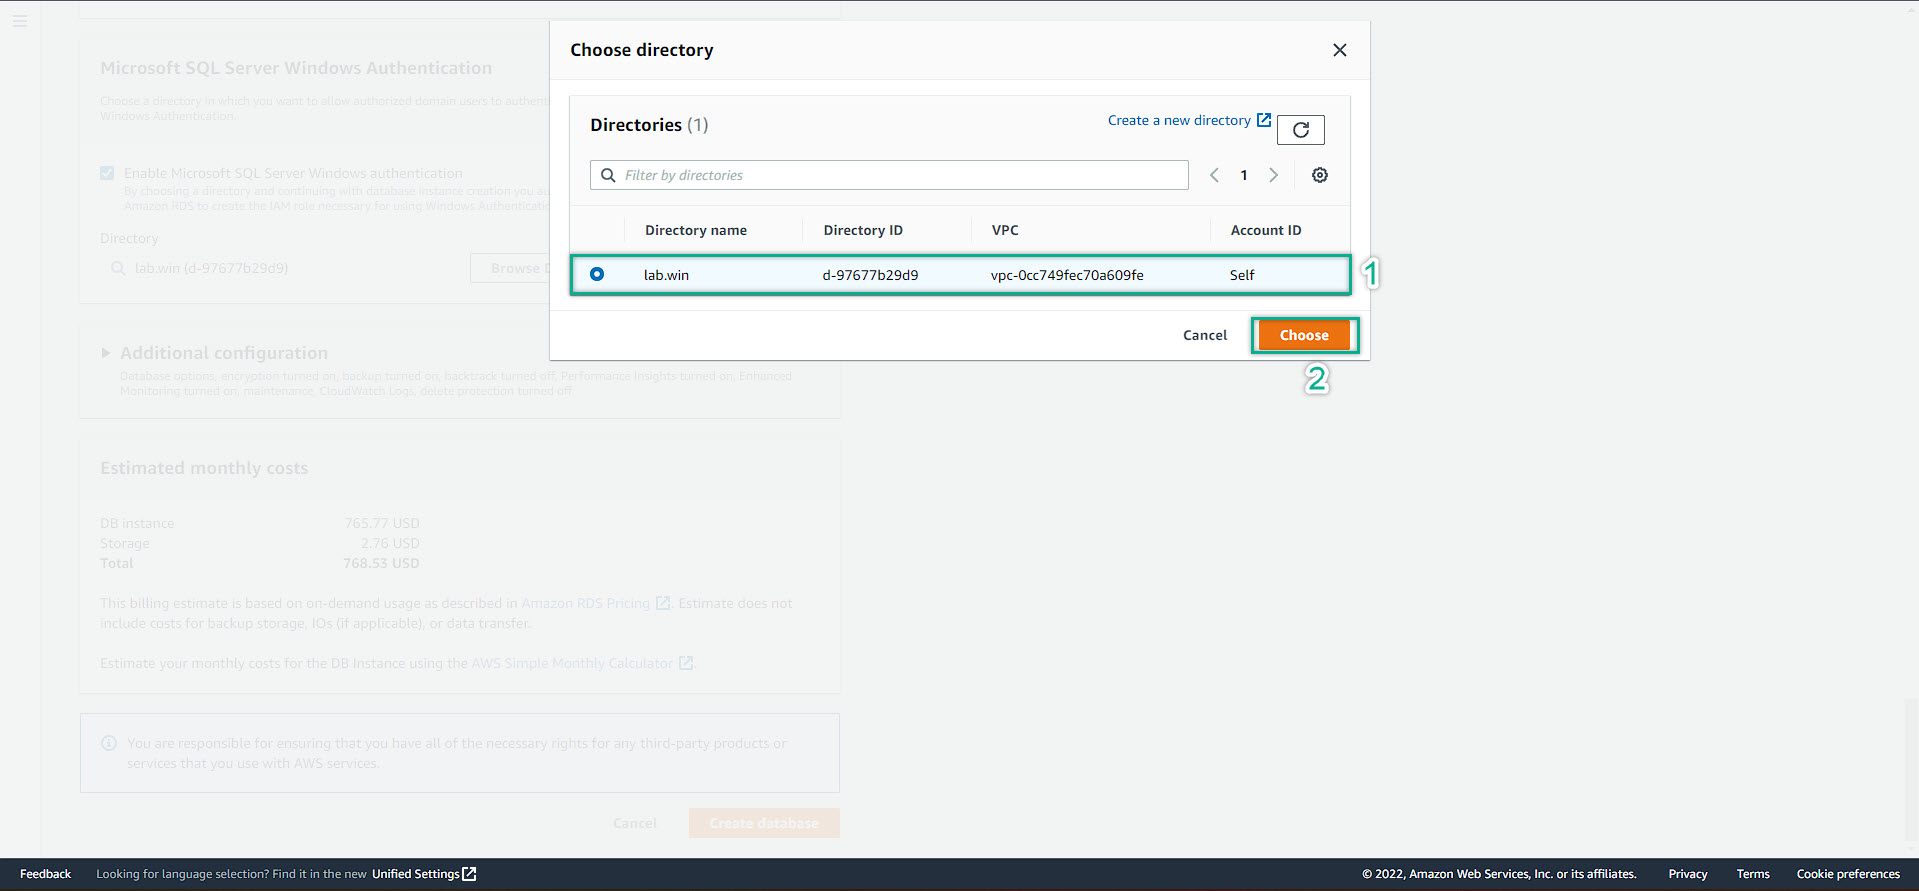 Choose directory
Directories (1)
Create a new directory
Filter by directories
1
Directory name
Directory ID
VPC
Account ID
lab.win
d-97677b29d9
vpc-0cc749fec70a609fe
Self
1
Cancel
Choose
2
Microsoft SQL Server Windows Authentication
Choose a directory in which you want to allow authorized domain users to authenti
Windows Authentication.
Enable Microsoft SQL Server Windows authentication
By choosing a directory and continuing with database instance creation you au
Amazon RDS to create the IAM role necessary for using Windows Authenticatio
Directory
lab.win (d-97677b29d9)
Browse D
Additional configuration
Database options, encryption turned on, backup turned on, backtrack turned off, Performance Insights turned on, Enhanced
Monitoring turned on, maintenance, CloudWatch Logs, delete protection turned off
Estimated monthly costs
DB instance 765.77 USD
Storage 2.76 USD
Total 768.53 USD
This billing estimate is based on on-demand usage as described in Amazon RDS Pricing. Estimate does not
include costs for backup storage, IOs (if applicable), or data transfer.
Estimate your monthly costs for the DB Instance using the AWS Simple Monthly Calculator.
You are responsible for ensuring that you have all of the necessary rights for any third-party products or
services that you use with AWS services.
Cancel
Create database
Feedback
Looking for language selection? Find it in the new Unified Settings
© 2022, Amazon Web Services, Inc. or its affiliates.
Privacy
Terms
Cookie preferences